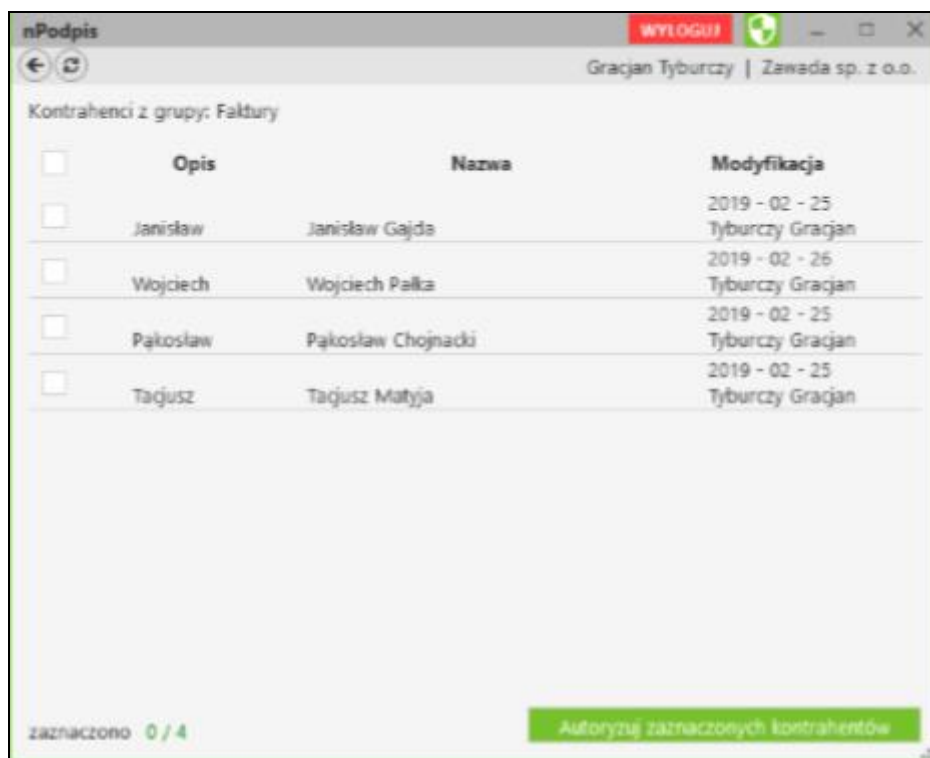 nPodpis WYLOGUJ
Gracjan Tyburczy | Zawada sp. z o.o.
Kontrahenci z grupy: Faktury
Opis Nazwa Modyfikacja
2019 - 02 - 25
Janisław Janisław Gajda Tyburczy Gracjan
2019 - 02 - 26
Wojciech Wojciech Pałka Tyburczy Gracjan
2019 - 02 - 25
Pąkosław Pąkosław Chojnacki Tyburczy Gracjan
2019 - 02 - 25
Tacjusz Tacjusz Matyja Tyburczy Gracjan
zaznaczono 0 / 4 Autoryzuj zaznaczonych kontrahentów